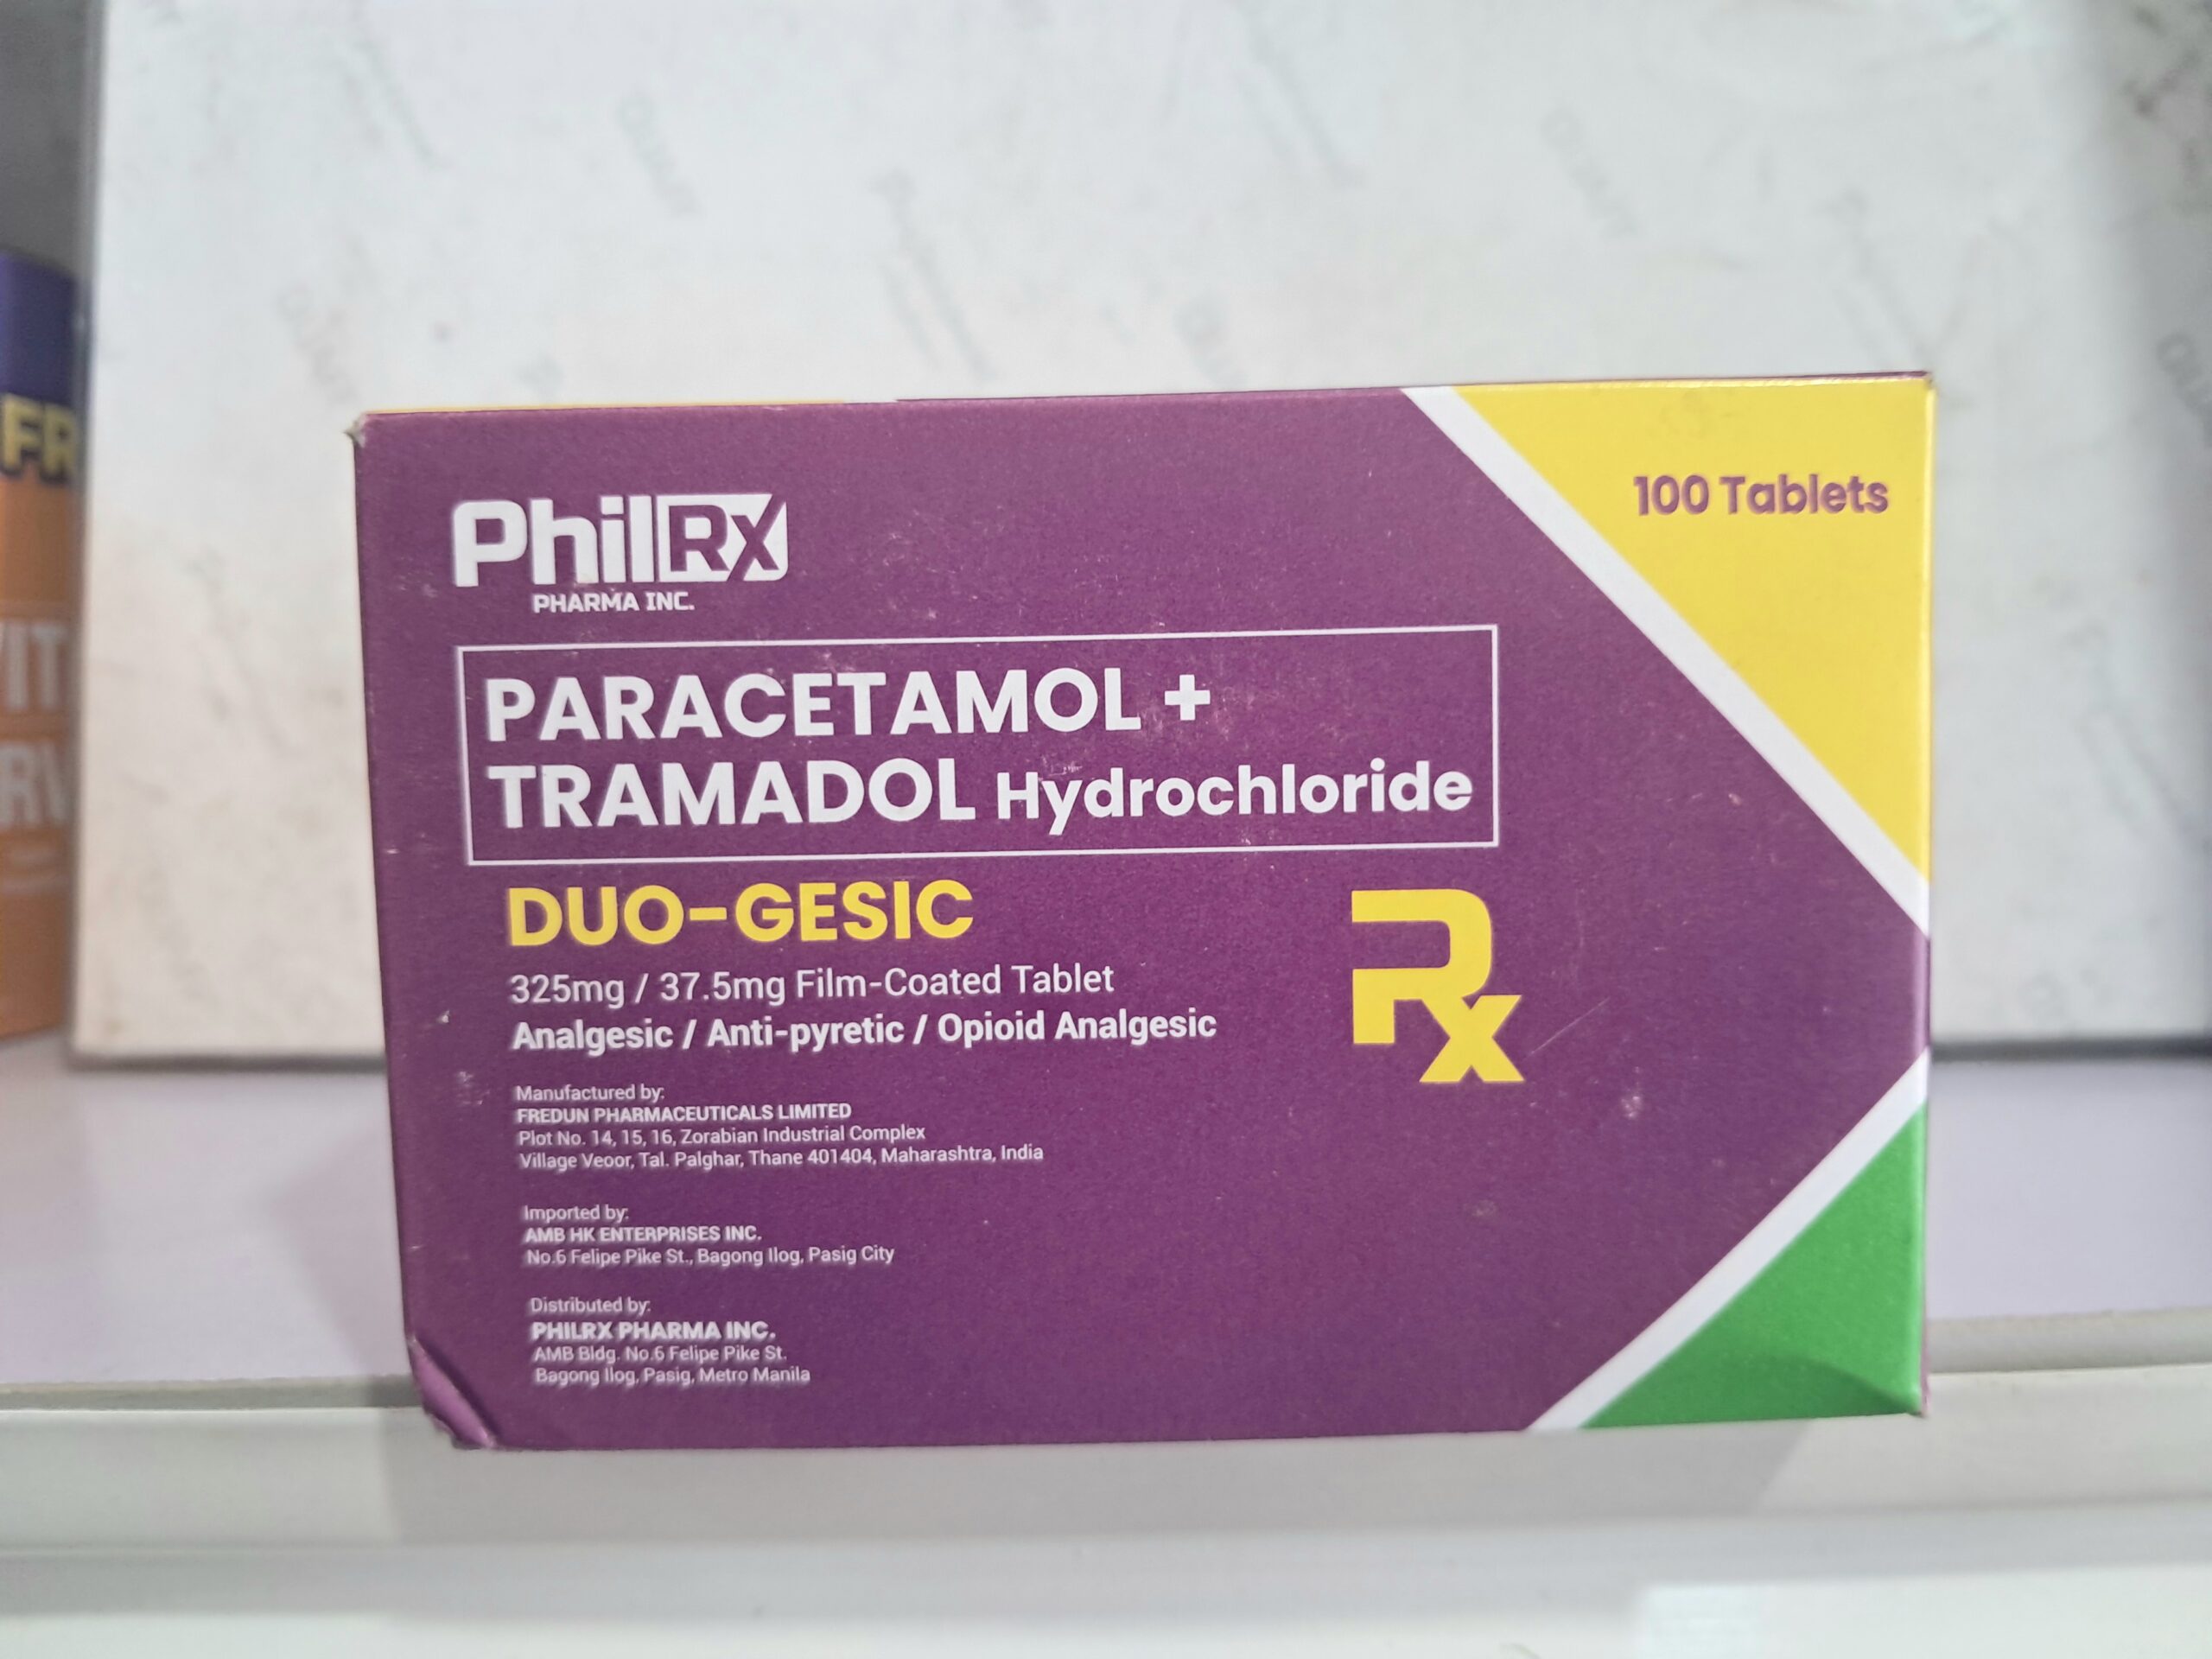 100 Tablets
PhilRx
PHARMA INC.
PARACETAMOL +
TRAMADOL Hydrochloride
DUO-GESIC
Rx
325mg / 37.5mg Film-Coated Tablet
Analgesic / Anti-pyretic / Opioid Analgesic
Manufactured by:
FREDUN PHARMACEUTICALS LIMITED
Plot No. 14, 15, 16, Zorabian Industrial Complex
Village Veoor, Tal. Palghar, Thane 401404, Maharashtra, India
Imported by:
AMB HK ENTERPRISES INC.
No.6 Felipe Pike St., Bagong Ilog, Pasig City
Distributed by:
PHILRX PHARMA INC.
AMB Bldg. No.6 Felipe Pike St.
Bagong Ilog, Pasig, Metro Manila
FR